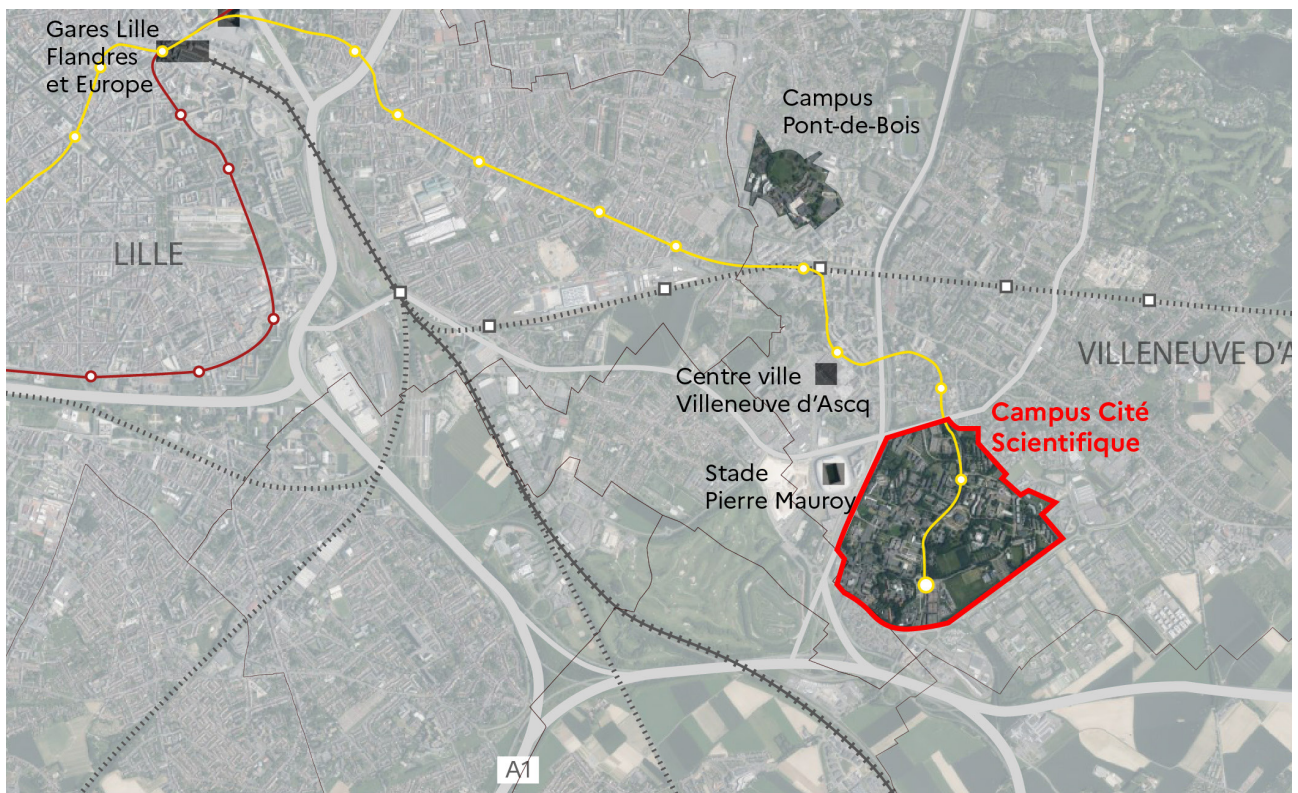 Gares Lille
Flandres
et Europe
Campus
Pont-de-Bois
LILLE
VILLENEUVE D'A
Centre ville
Villeneuve d'Ascq
Campus Cité
Scientifique
Stade
Pierre Mauroy
A1